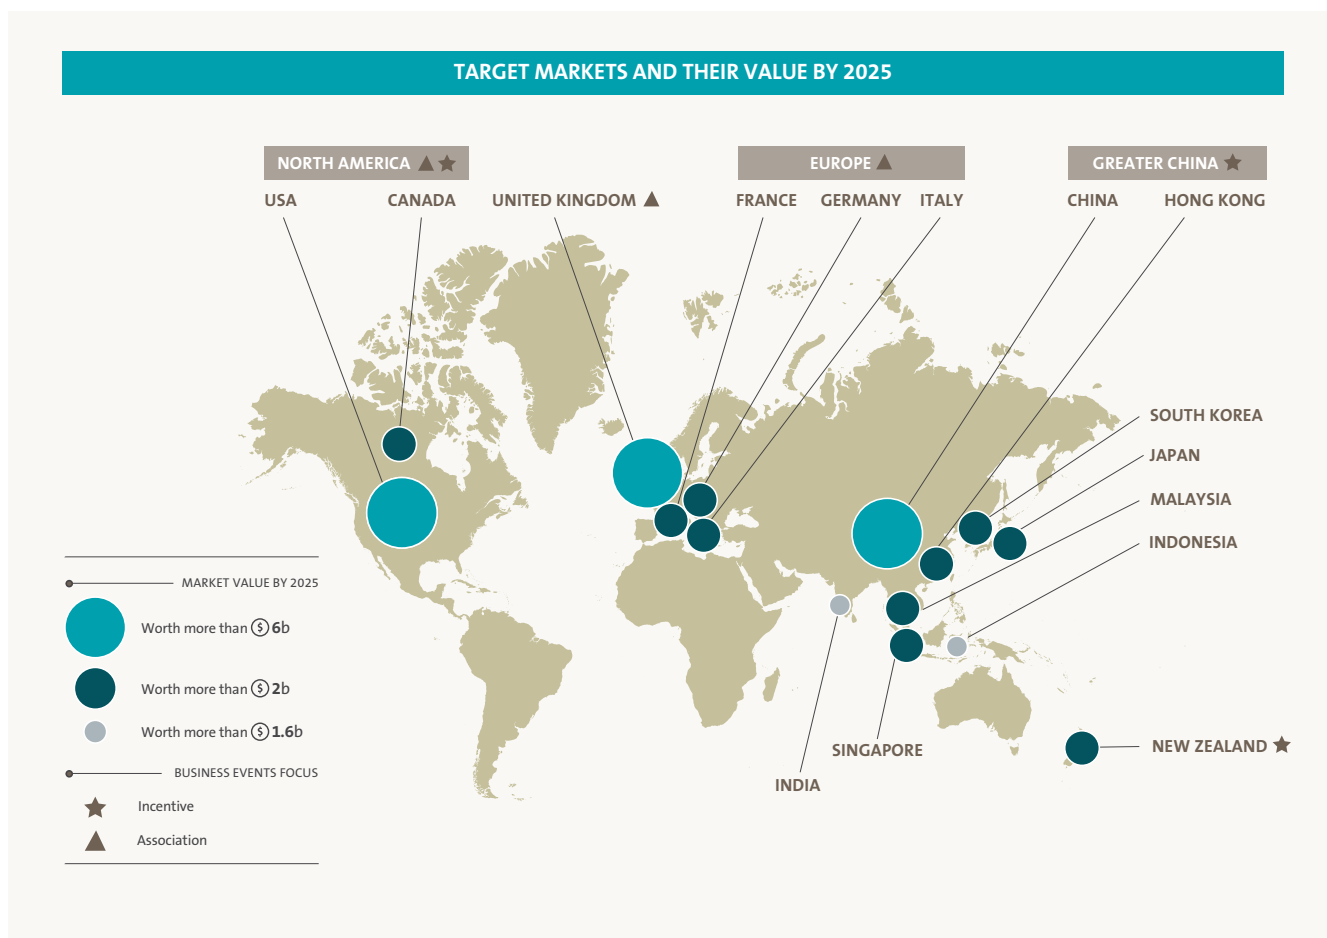 TARGET MARKETS AND THEIR VALUE BY 2025
NORTH AMERICA
EUROPE
GREATER CHINA
USA
CANADA
UNITED KINGDOM
FRANCE
GERMANY
ITALY
CHINA
HONG KONG
SOUTH KOREA
JAPAN
MALAYSIA
INDONESIA
MARKET VALUE BY 2025
Worth more than $ 6b
Worth more than $ 2b
Worth more than $ 1.6b
BUSINESS EVENTS FOCUS
Incentive
Association
SINGAPORE
INDIA
NEW ZEALAND